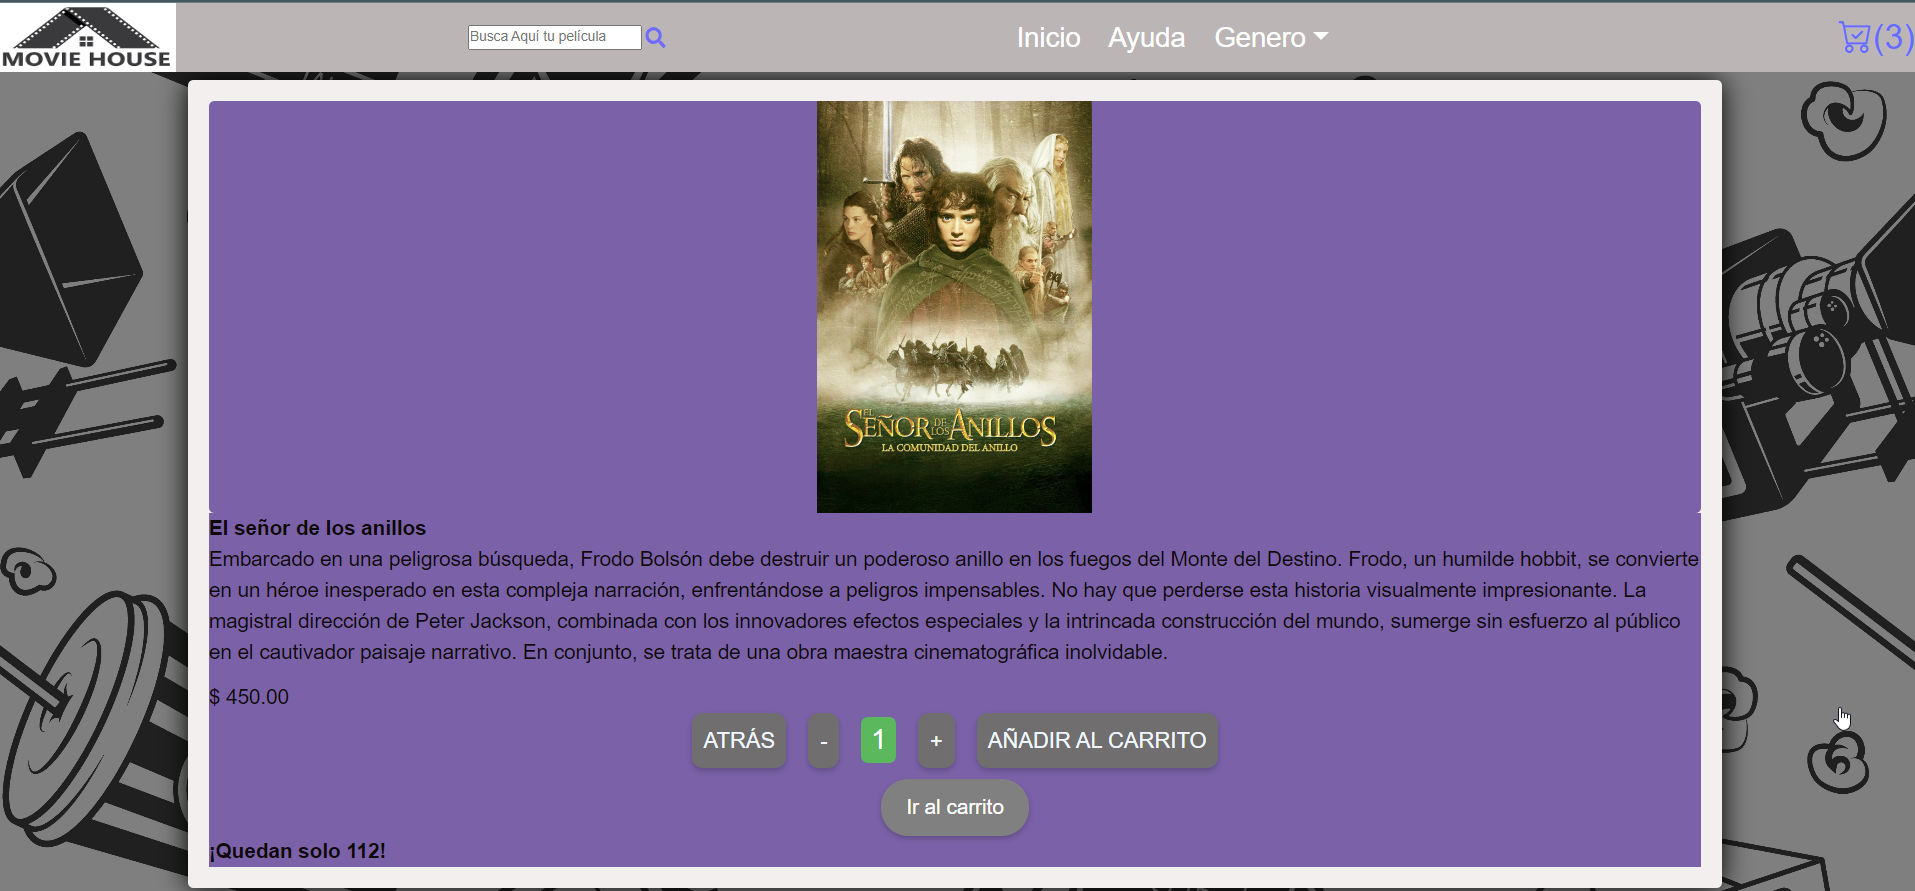 MOVIE HOUSE
Busca Aquí tu película
Inicio Ayuda Genero
(3)
EL SEÑOR DE LOS ANILLOS
LA COMUNIDAD DEL ANILLO
El señor de los anillos
Embarcado en una peligrosa búsqueda, Frodo Bolsón debe destruir un poderoso anillo en los fuegos del Monte del Destino. Frodo, un humilde hobbit, se convierte
en un héroe inesperado en esta compleja narración, enfrentándose a peligros impensables. No hay que perderse esta historia visualmente impresionante. La
magistral dirección de Peter Jackson, combinada con los innovadores efectos especiales y la intrincada construcción del mundo, sumerge sin esfuerzo al público
en el cautivador paisaje narrativo. En conjunto, se trata de una obra maestra cinematográfica inolvidable.
$ 450.00
ATRÁS - 1 + AÑADIR AL CARRITO
Ir al carrito
¡Quedan solo 112!